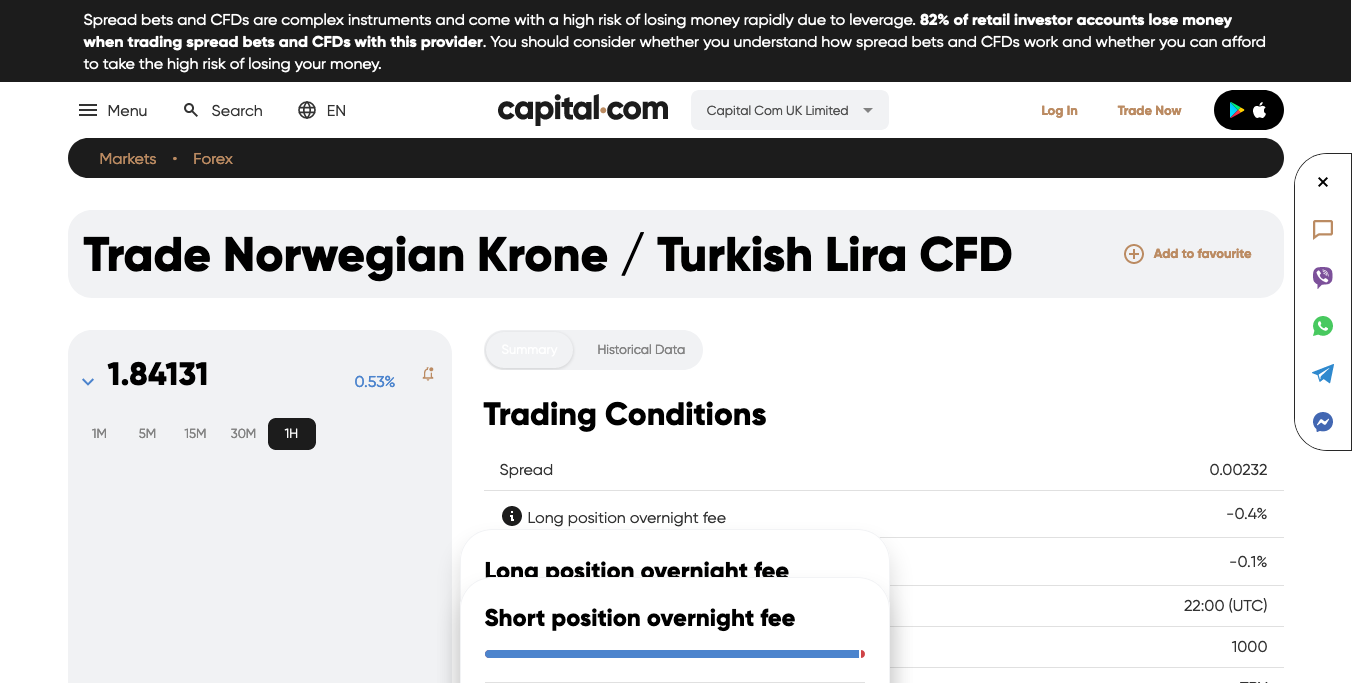 Spread bets and CFDs are complex instruments and come with a high risk of losing money rapidly due to leverage. 82% of retail investor accounts lose money
when trading spread bets and CFDs with this provider. You should consider whether you understand how spread bets and CFDs work and whether you can afford
to take the high risk of losing your money.
Menu Search EN capital.com Capital Com UK Limited Log In Trade Now
Markets • Forex
Trade Norwegian Krone / Turkish Lira CFD Add to favourite
1.84131 0.53%
1M 5M 15M 30M 1H
Summary Historical Data
Trading Conditions
Spread 0.00232
Long position overnight fee -0.4%
Long position overnight fee
-0.1%
Short position overnight fee
22:00 (UTC)
1000